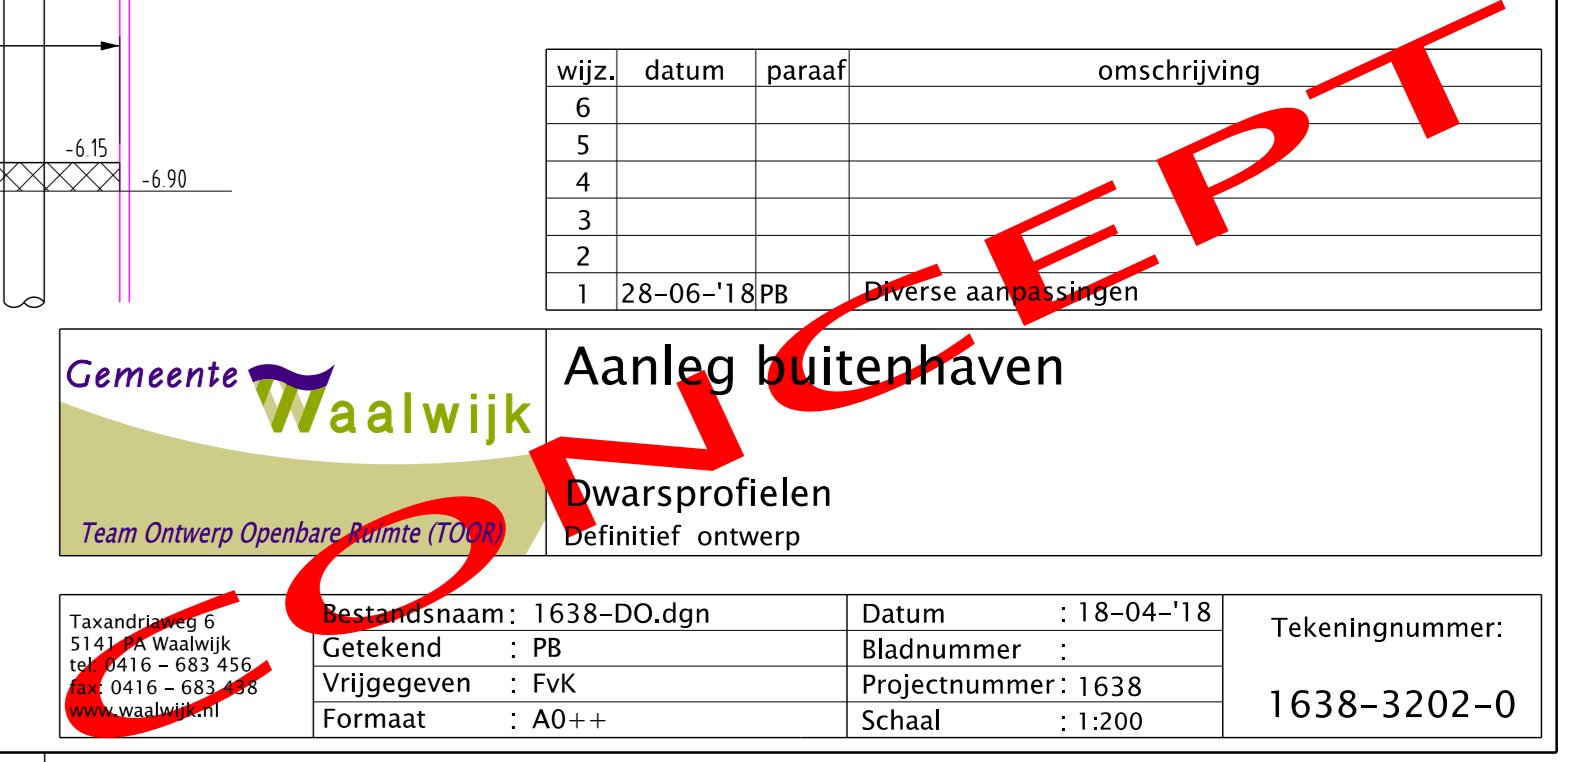 -6.15
-6.90
wijz. datum paraaf omschrijving
6
5
4
3
2
1 28-06-'18 PB Diverse aanpassingen
Gemeente Waalwijk
Team Ontwerp Openbare Ruimte (TOOR)
Aanleg buitenhaven
Dwarsprofielen
Definitief ontwerp
Taxandriaweg 6
5141 PA Waalwijk
tel: 0416 - 683 456
fax: 0416 - 683 438
www.waalwijk.nl
Bestandsnaam : 1638-DO.dgn
Getekend : PB
Vrijgegeven : FvK
Formaat : A0++
Datum : 18-04-'18
Bladnummer :
Projectnummer : 1638
Schaal : 1:200
Tekeningnummer:
1638-3202-0
CONCEPT